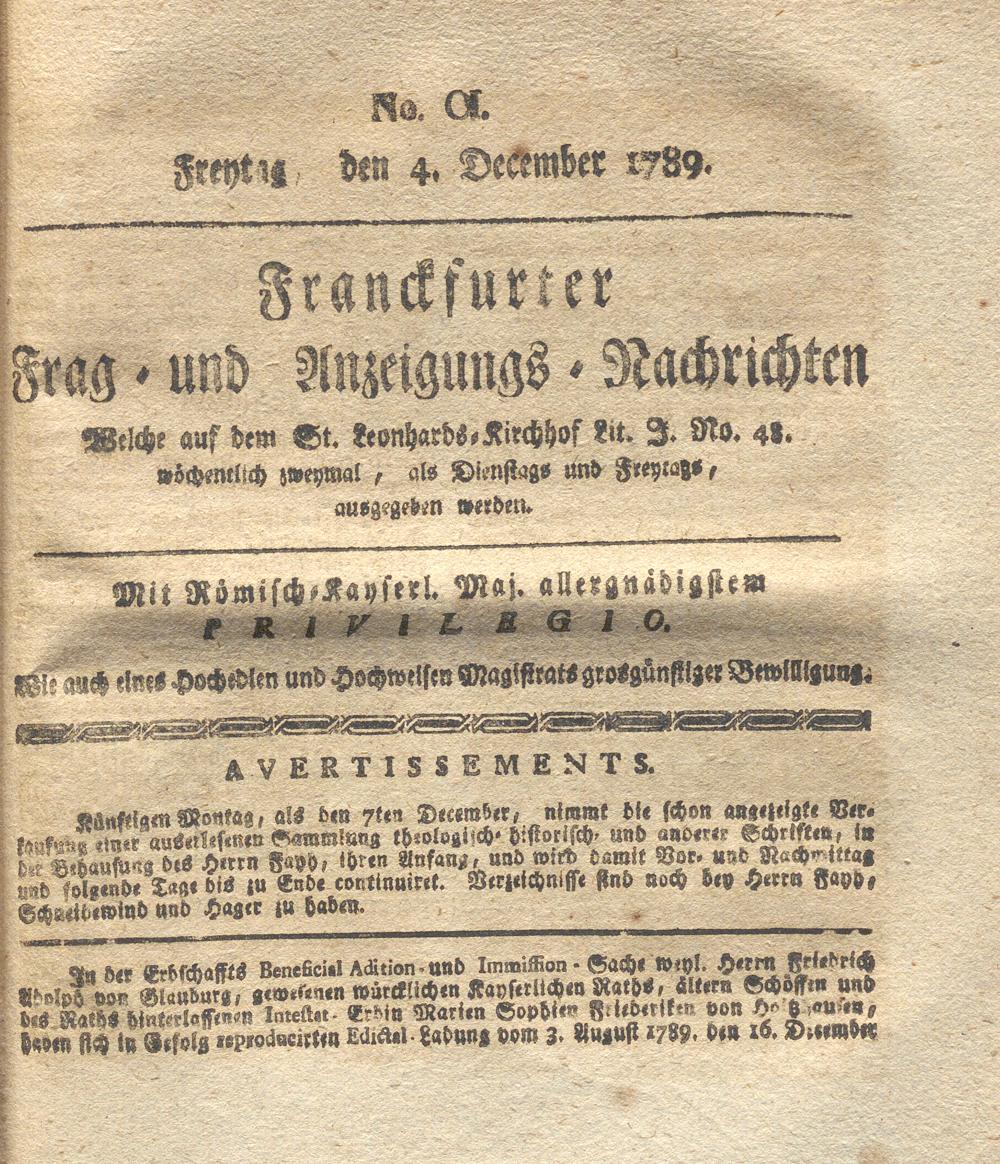 No. CI.
Freytag, den 4. December 1789.
Franckfurter
Frag - und Anzeigungs - Nachrichten
Welche auf dem St. Leonhards-Kirchhof Lit. J. No. 48.
wöchentlich zweymal, als Dienstags und Freytags,
ausgegeben werden.
Mit Römisch-Kayserl. Maj. allergnädigstem
PRIVILEGIO.
Wie auch eines Hochedlen und Hochweisen Magistrats grosgünstiger Bewilligung.
AVERTISSEMENTS.
Künftigen Montag, als den 7ten December, nimmt die schon angezeigte Ver-
kaufung einer auserlesenen Sammlung theologisch- historisch- und anderer Schriften, in
der Behausung des Herrn Fayh, ihren Anfang, und wird damit Vor- und Nachmittag
und folgende Tage bis zu Ende continuiret. Verzeichnisse sind noch bey Herrn Fayh,
Schneidewind und Hager zu haben.
In der Erbschaffts Beneficial Adition- und Immission - Sache weyl. Herrn Friedrich
Adolph von Glauburg, gewesenen würcklichen Kayserlichen Raths, ältern Schöffen und
des Raths hinterlassenen Intestat- Erbin Marien Sophien Friederiken von Holtzhausen,
haben sich in Gefolg reproducirten Edictal-Ladung vom 3. August 1789. den 16. December